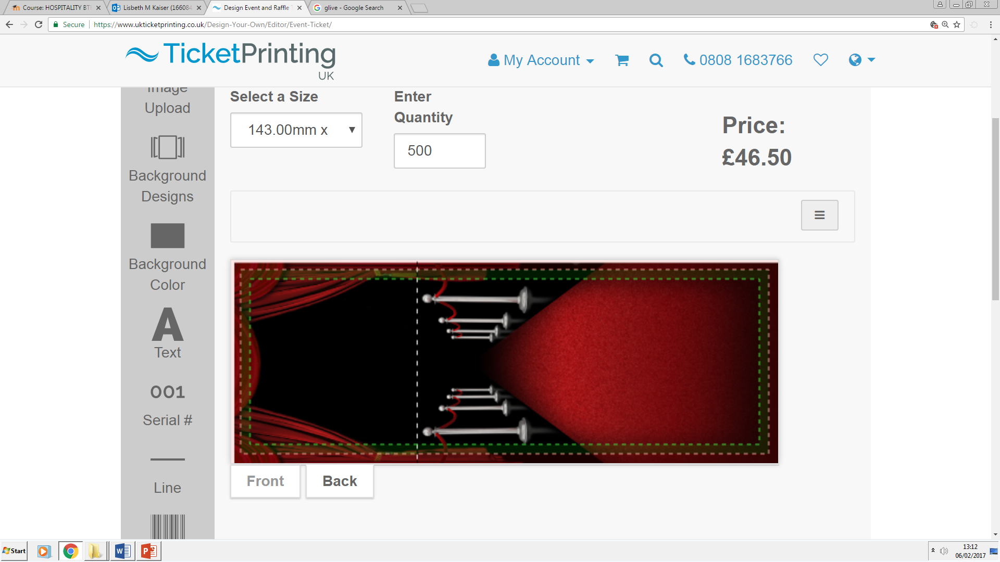 Course: HOSPITALITY BT
Lisbeth M Kaiser (16608
Design Event and Raffle
glive - Google Search
Secure
https://www.ukticketprinting.co.uk/Design-Your-Own/Editor/Event-Ticket/
TicketPrinting
UK
My Account
0808 1683766
Image
Upload
Background
Designs
Background
Color
A
Text
001
Serial #
Line
Select a Size
143.00mm x
Enter
Quantity
500
Price:
£46.50
Front
Back
Start
13:12
06/02/2017